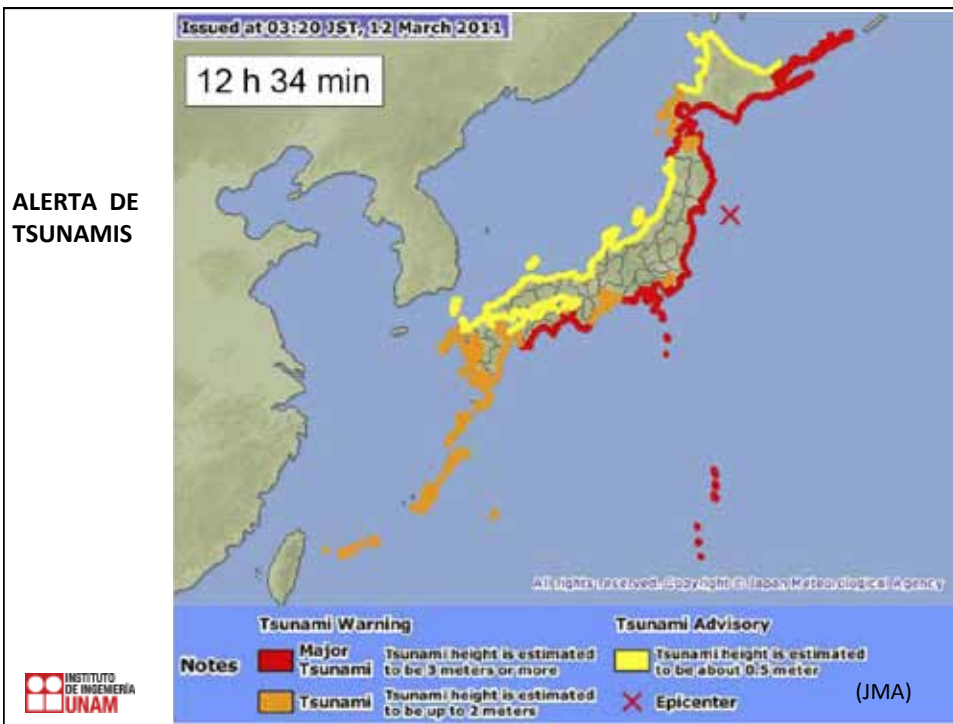 Issued at 03:20 JST, 12 March 2011
12 h 34 min
ALERTA DE
TSUNAMIS
All rights reserved. Copyright © Japan Meteorological Agency
Notes
Tsunami Warning
Major
Tsunami
Tsunami height is estimated
to be 3 meters or more
Tsunami
Tsunami height is estimated
to be up to 2 meters
Tsunami Advisory
Tsunami height is estimated
to be about 0.5 meter
Epicenter
(JMA)
INSTITUTO
DE INGENIERÍA
UNAM